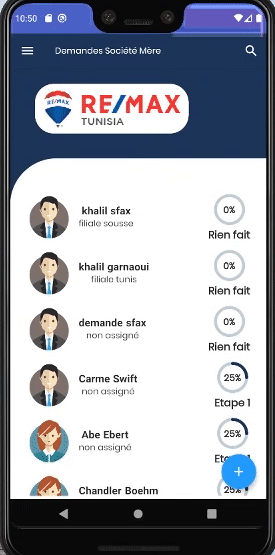 10:50
Demandes Société Mère
RE/MAX
RE/MAX
TUNISIA
khalil sfax
filiale sousse
0%
Rien fait
khalil garnaoui
filiale tunis
0%
Rien fait
demande sfax
non assigné
0%
Rien fait
Carme Swift
non assigné
25%
Etape 1
Abe Ebert
non assigné
25%
Etape 1
Chandler Boehm
25%
+